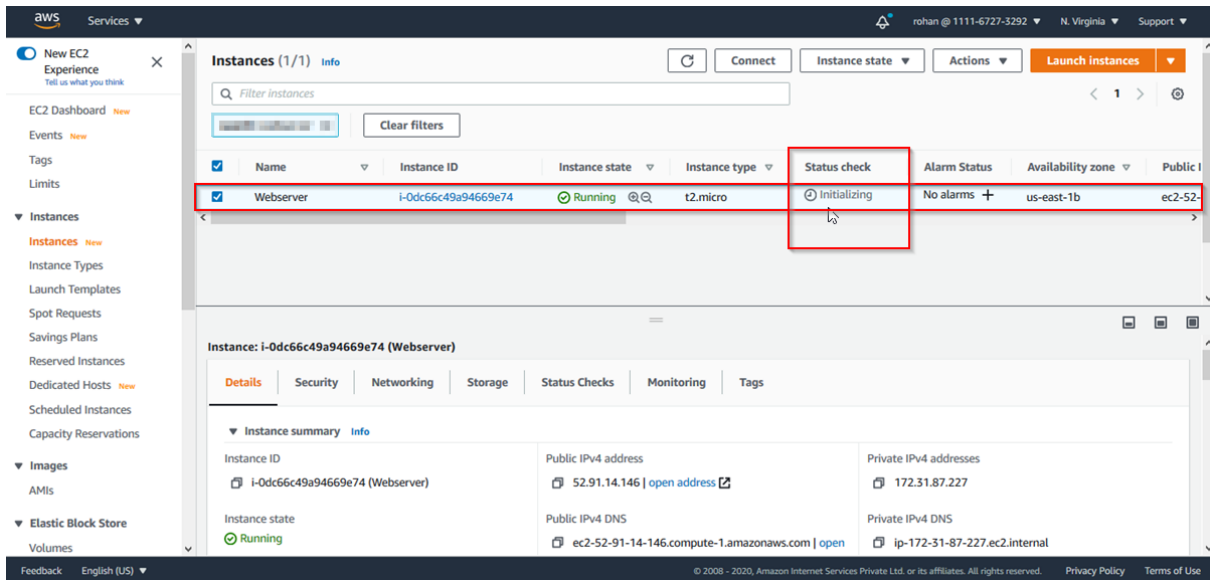 aws Services ▼ rohan @ 1111-6727-3292 ▼ N. Virginia ▼ Support ▼
New EC2
Experience
Tell us what you think
EC2 Dashboard New
Events New
Tags
Limits
▼ Instances
Instances New
Instance Types
Launch Templates
Spot Requests
Savings Plans
Reserved Instances
Dedicated Hosts New
Scheduled Instances
Capacity Reservations
▼ Images
AMIs
▼ Elastic Block Store
Volumes
Instances (1/1) Info Connect Instance state ▼ Actions ▼ Launch instances ▼
Filter instances < 1 >
Clear filters
Name Instance ID Instance state Instance type Status check Alarm Status Availability zone Public I
Webserver i-0dc66c49a94669e74 Running t2.micro Initializing No alarms + us-east-1b ec2-52-
Instance: i-0dc66c49a94669e74 (Webserver)
Details Security Networking Storage Status Checks Monitoring Tags
▼ Instance summary Info
Instance ID Public IPv4 address Private IPv4 addresses
i-0dc66c49a94669e74 (Webserver) 52.91.14.146 | open address 172.31.87.227
Instance state Public IPv4 DNS Private IPv4 DNS
Running ec2-52-91-14-146.compute-1.amazonaws.com | open ip-172-31-87-227.ec2.internal
Feedback English (US) ▼ © 2008 - 2020, Amazon Internet Services Private Ltd. or its affiliates. All rights reserved. Privacy Policy Terms of Use